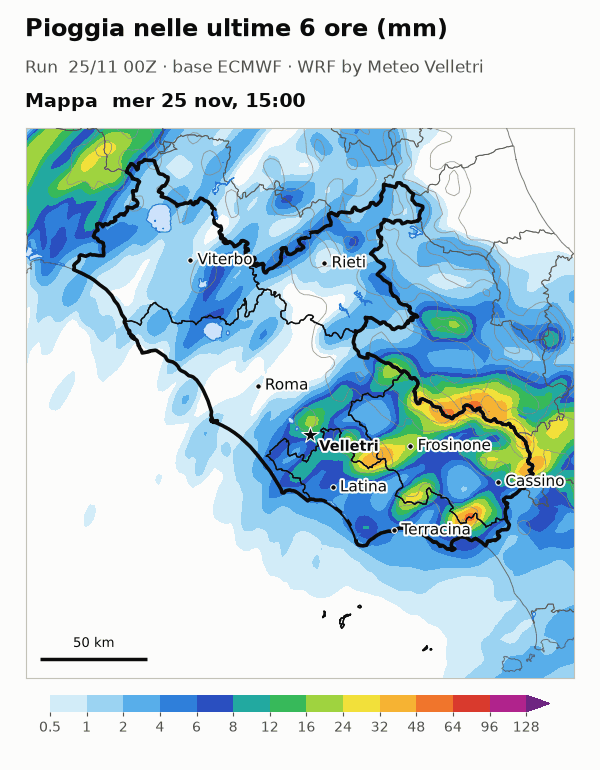 Pioggia nelle ultime 6 ore (mm)
Run  25/11 00Z · base ECMWF · WRF by Meteo Velletri
Mappa  mer 25 nov, 15:00
Viterbo
Rieti
Roma
Velletri
Frosinone
Latina
Cassino
Terracina
50 km
0.5 1 2 4 6 8 12 16 24 32 48 64 96 128